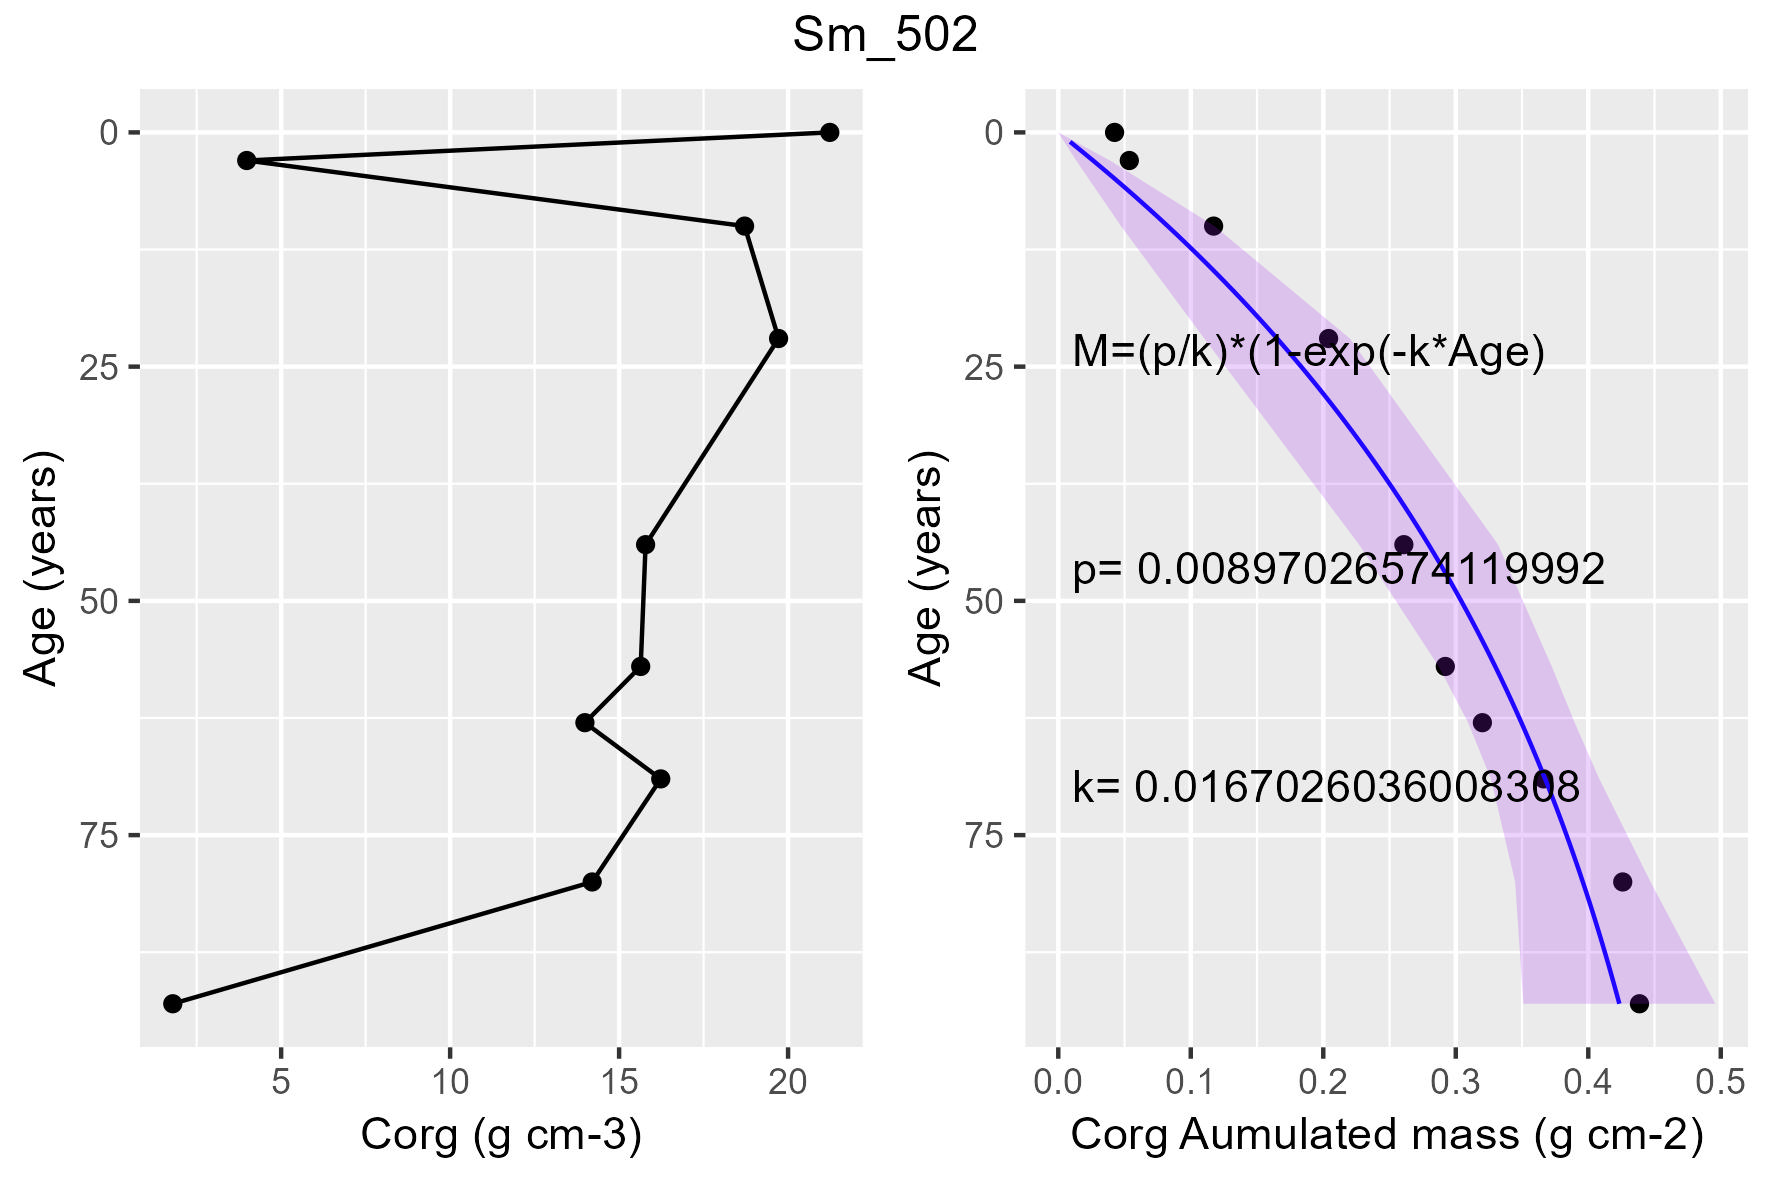 Sm_502
0
25
50
75
Age (years)
5 10 15 20
Corg (g cm-3)
0
25
50
75
Age (years)
M=(p/k)*(1-exp(-k*Age)
p= 0.00897026574119992
k= 0.0167026036008308
0.0 0.1 0.2 0.3 0.4 0.5
Corg Aumulated mass (g cm-2)